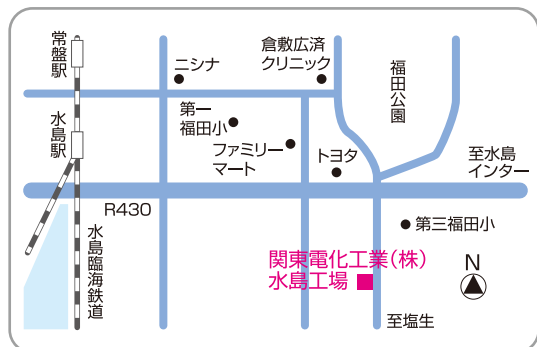 常盤駅
ニシナ
倉敷広済
クリニック
福田公園
水島駅
第一
福田小
ファミリー
マート
トヨタ
至水島
インター
R430
水島臨海鉄道
第三福田小
関東電化工業(株)
水島工場
N
至塩生